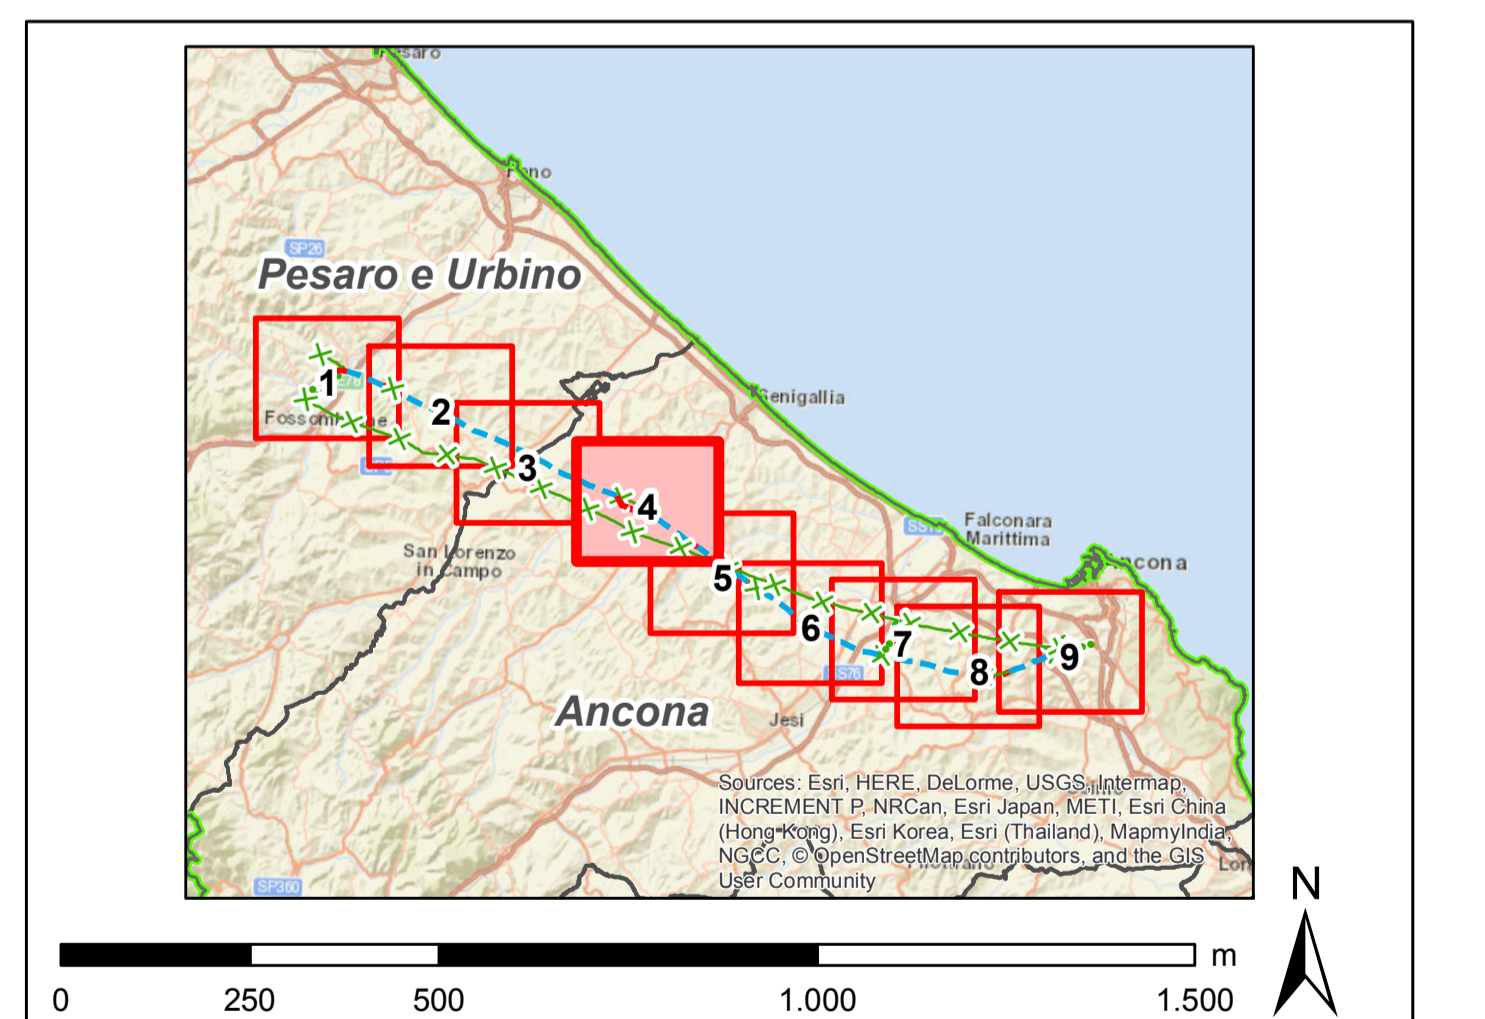 Fano
SP26
Pesaro e Urbino
1
Senigallia
2
3
4
Falconara
Marittima
San Lorenzo
in Campo
5
6
7
SS76
8
9
Ancona
Jesi
Sources: Esri, HERE, DeLorme, USGS, Intermap,
INCREMENT P, NRCan, Esri Japan, METI, Esri China
(Hong Kong), Esri Korea, Esri (Thailand), MapmyIndia,
NGCC, © OpenStreetMap contributors, and the GIS
User Community
SP360
N
m
0 250 500 1.000 1.500